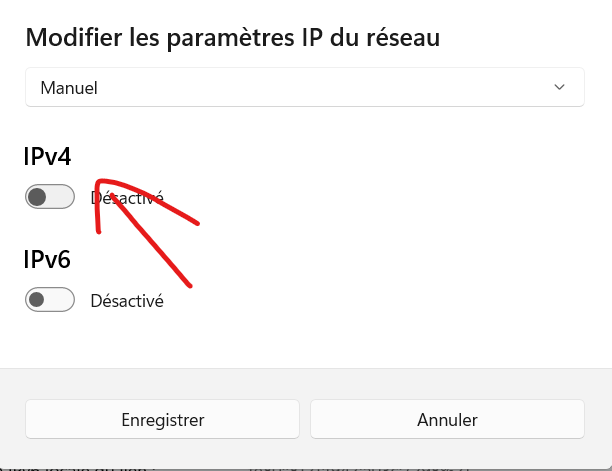 Modifier les paramètres IP du réseau
Manuel
IPv4
Désactivé
IPv6
Désactivé
Enregistrer
Annuler